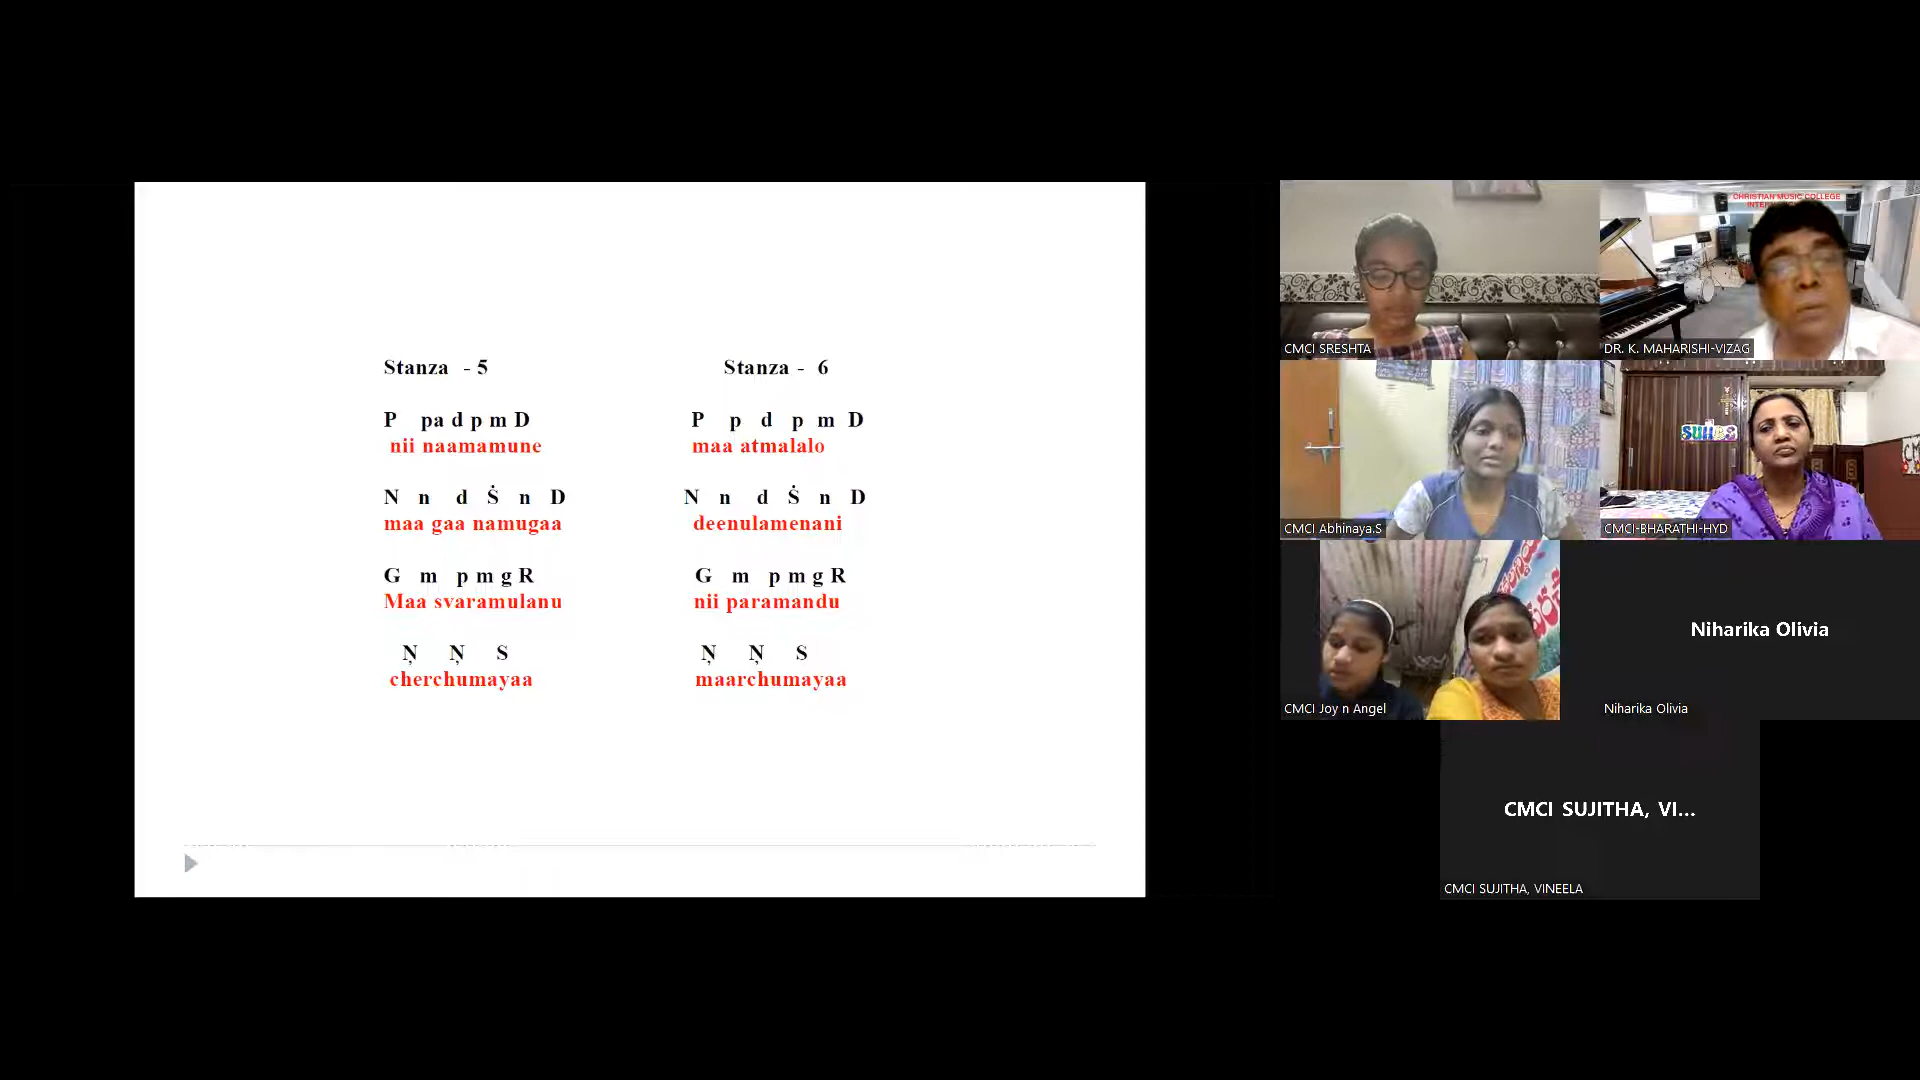 Stanza - 5
P pa d p m D
nii naamamune
N n d Ṡ n D
maa gaa namugaa
G m p m g R
Maa svaramulanu
Ṇ Ṇ S
cherchumayaa
Stanza - 6
P p d p m D
maa atmalalo
N n d Ṡ n D
deenulamenani
G m p m g R
nii paramandu
Ṇ Ṇ S
maarchumayaa
CMCI SRESHTA
CHRISTIAN MUSIC COLLEGE
DR. K. MAHARISHI-VIZAG
CMCI Abhinaya.S
CMCI-BHARATHI-HYD
CMCI Joy n Angel
Niharika Olivia
Niharika Olivia
CMCI SUJITHA, VI...
CMCI SUJITHA, VINEELA